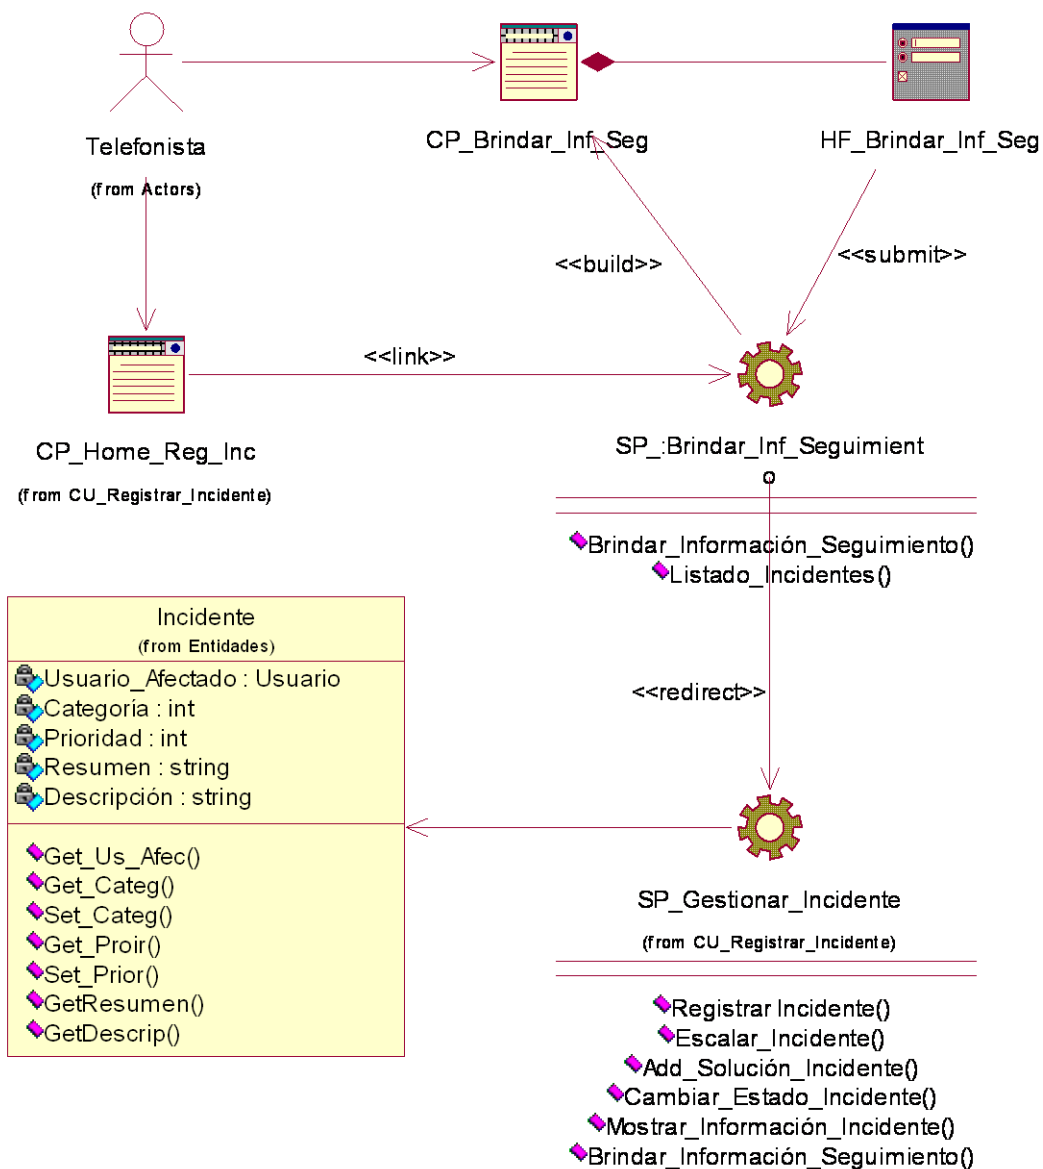 Telefonista
(from Actors)
CP_Brindar_Inf_Seg
HF_Brindar_Inf_Seg
<<build>>
<<submit>>
<<link>>
CP_Home_Reg_Inc
(from CU_Registrar_Incidente)
SP_:Brindar_Inf_Seguimient
o
Brindar_Información_Seguimiento()
Listado_Incidentes()
Incidente
(from Entidades)
Usuario_Afectado : Usuario
Categoría : int
Prioridad : int
Resumen : string
Descripción : string
Get_Us_Afec()
Get_Categ()
Set_Categ()
Get_Proir()
Set_Prior()
GetResumen()
GetDescrip()
<<redirect>>
SP_Gestionar_Incidente
(from CU_Registrar_Incidente)
Registrar Incidente()
Escalar_Incidente()
Add_Solución_Incidente()
Cambiar_Estado_Incidente()
Mostrar_Información_Incidente()
Brindar_Información_Seguimiento()